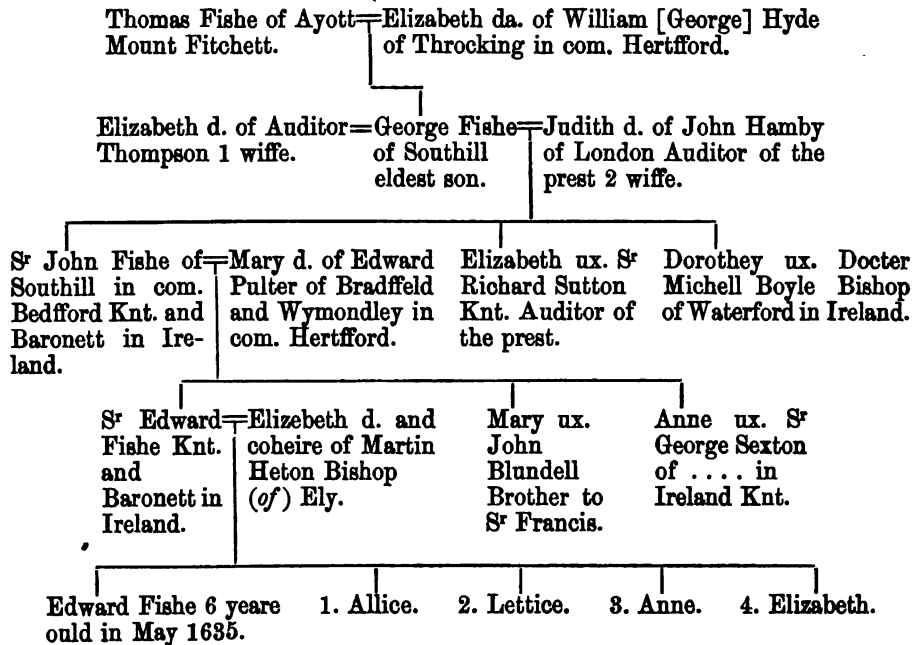 Thomas Fishe of Ayott=Elizabeth da. of William [George] Hyde
Mount Fitchett. of Throcking in com. Hertfford.
Elizabeth d. of Auditor=George Fishe=Judith d. of John Hamby
Thompson 1 wiffe. of Southill of London Auditor of the
eldest son. prest 2 wiffe.
Sr John Fishe of=Mary d. of Edward Elizabeth ux. Sr Dorothey ux. Docter
Southill in com. Pulter of Bradffeld Richard Sutton Michell Boyle Bishop
Bedfford Knt. and and Wymondley in Knt. Auditor of of Waterford in Ireland.
Baronett in Ire- com. Hertfford. the prest.
land.
Sr Edward=Elizebeth d. and Mary ux. Anne ux. Sr
Fishe Knt. coheire of Martin John George Sexton
and Heton Bishop Blundell of .... in
Baronett in (of) Ely. Brother to Ireland Knt.
Ireland. Sr Francis.
Edward Fishe 6 yeare 1. Allice. 2. Lettice. 3. Anne. 4. Elizabeth.
ould in May 1635.